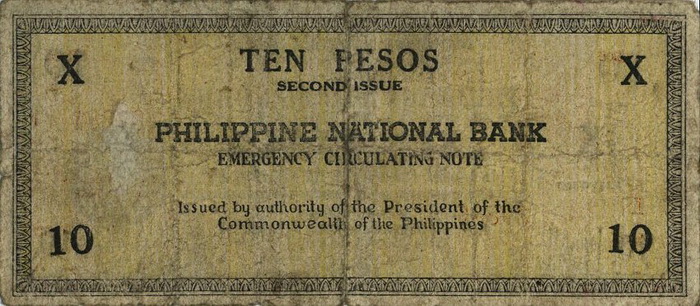 X TEN PESOS X
SECOND ISSUE
PHILIPPINE NATIONAL BANK
EMERGENCY CIRCULATING NOTE
Issued by authority of the President of the
Commonwealth of the Philippines
10 10